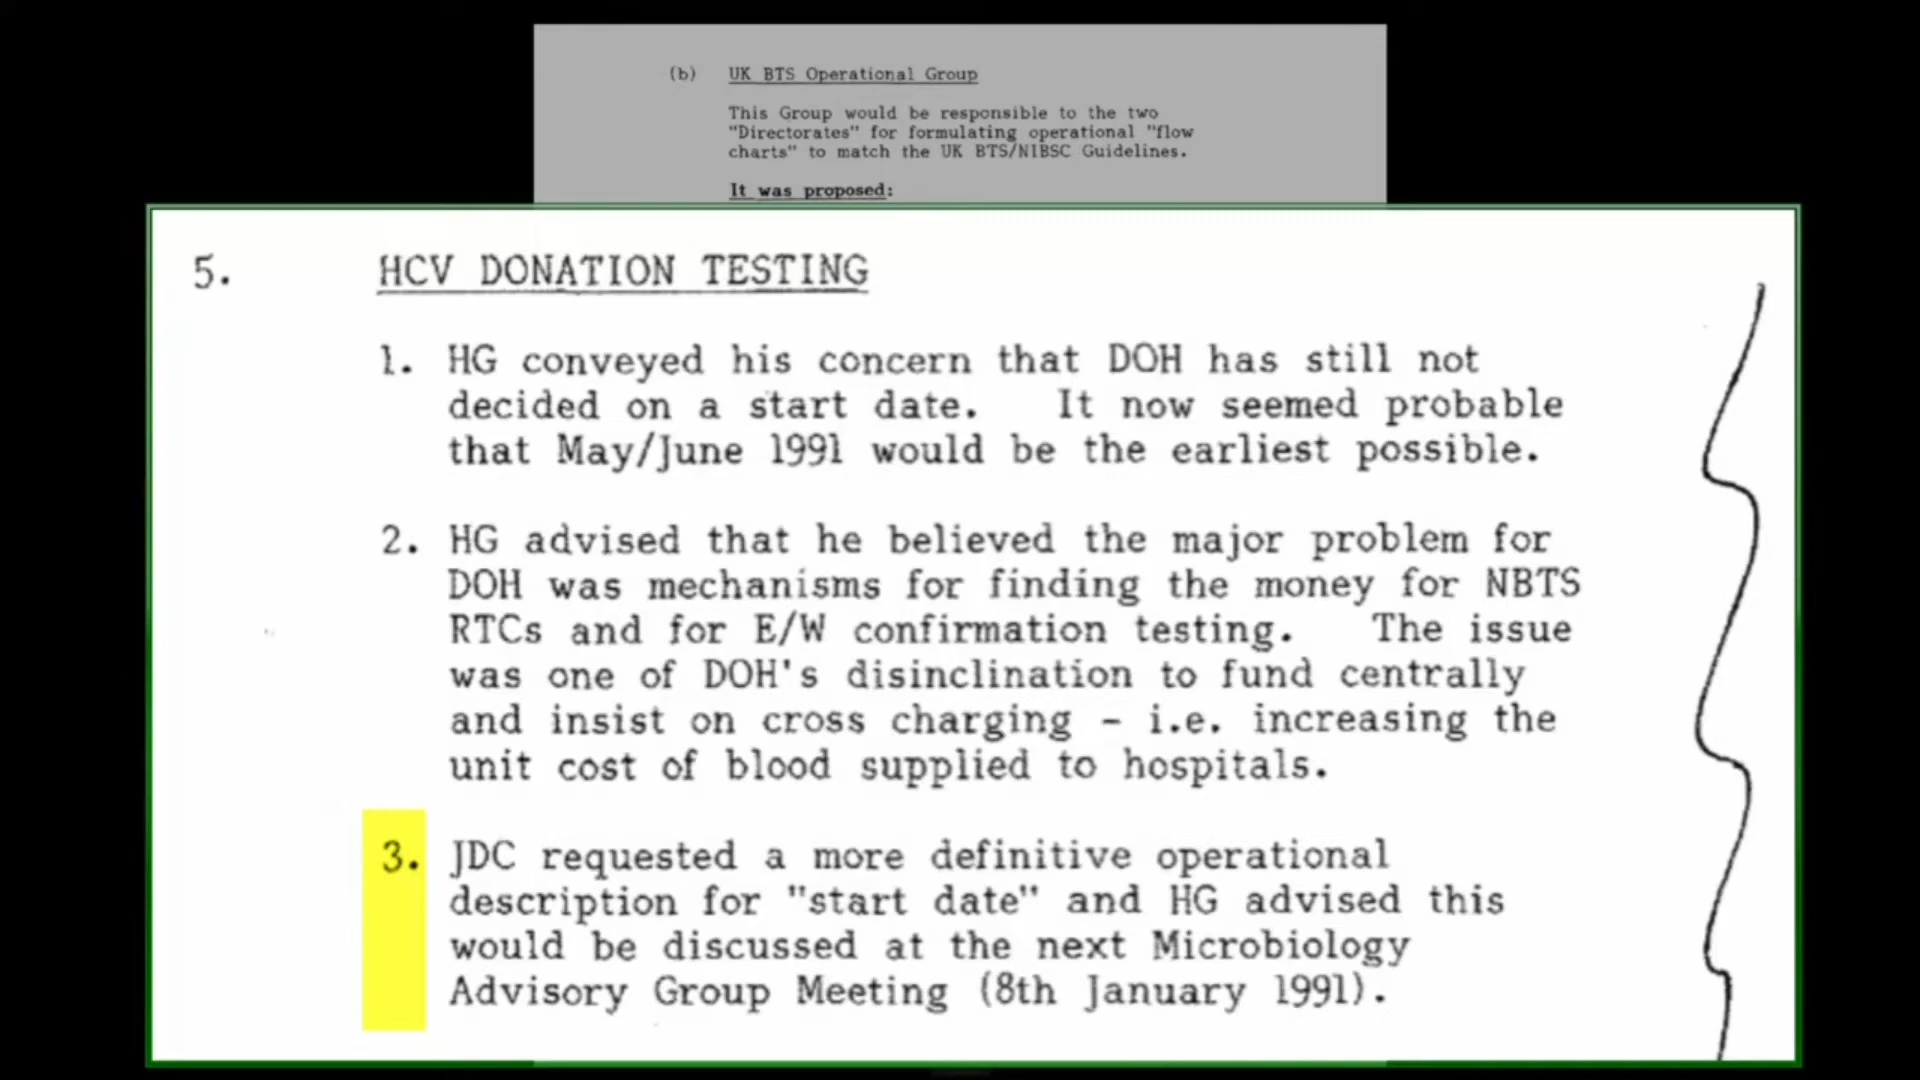 (b) UK BTS Operational Group
This Group would be responsible to the two
"Directorates" for formulating operational "flow
charts" to match the UK BTS/NIBSC Guidelines.
It was proposed:
5. HCV DONATION TESTING
1. HG conveyed his concern that DOH has still not
decided on a start date. It now seemed probable
that May/June 1991 would be the earliest possible.
2. HG advised that he believed the major problem for
DOH was mechanisms for finding the money for NBTS
RTCs and for E/W confirmation testing. The issue
was one of DOH's disinclination to fund centrally
and insist on cross charging - i.e. increasing the
unit cost of blood supplied to hospitals.
3. JDC requested a more definitive operational
description for "start date" and HG advised this
would be discussed at the next Microbiology
Advisory Group Meeting (8th January 1991).